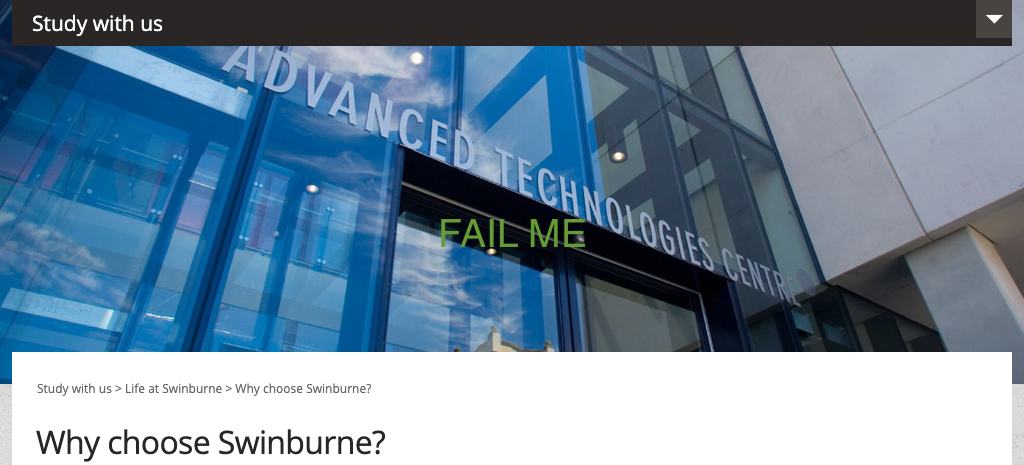 Study with us
ADVANCED TECHNOLOGIES CENTRE
FAIL ME
Study with us > Life at Swinburne > Why choose Swinburne?
Why choose Swinburne?